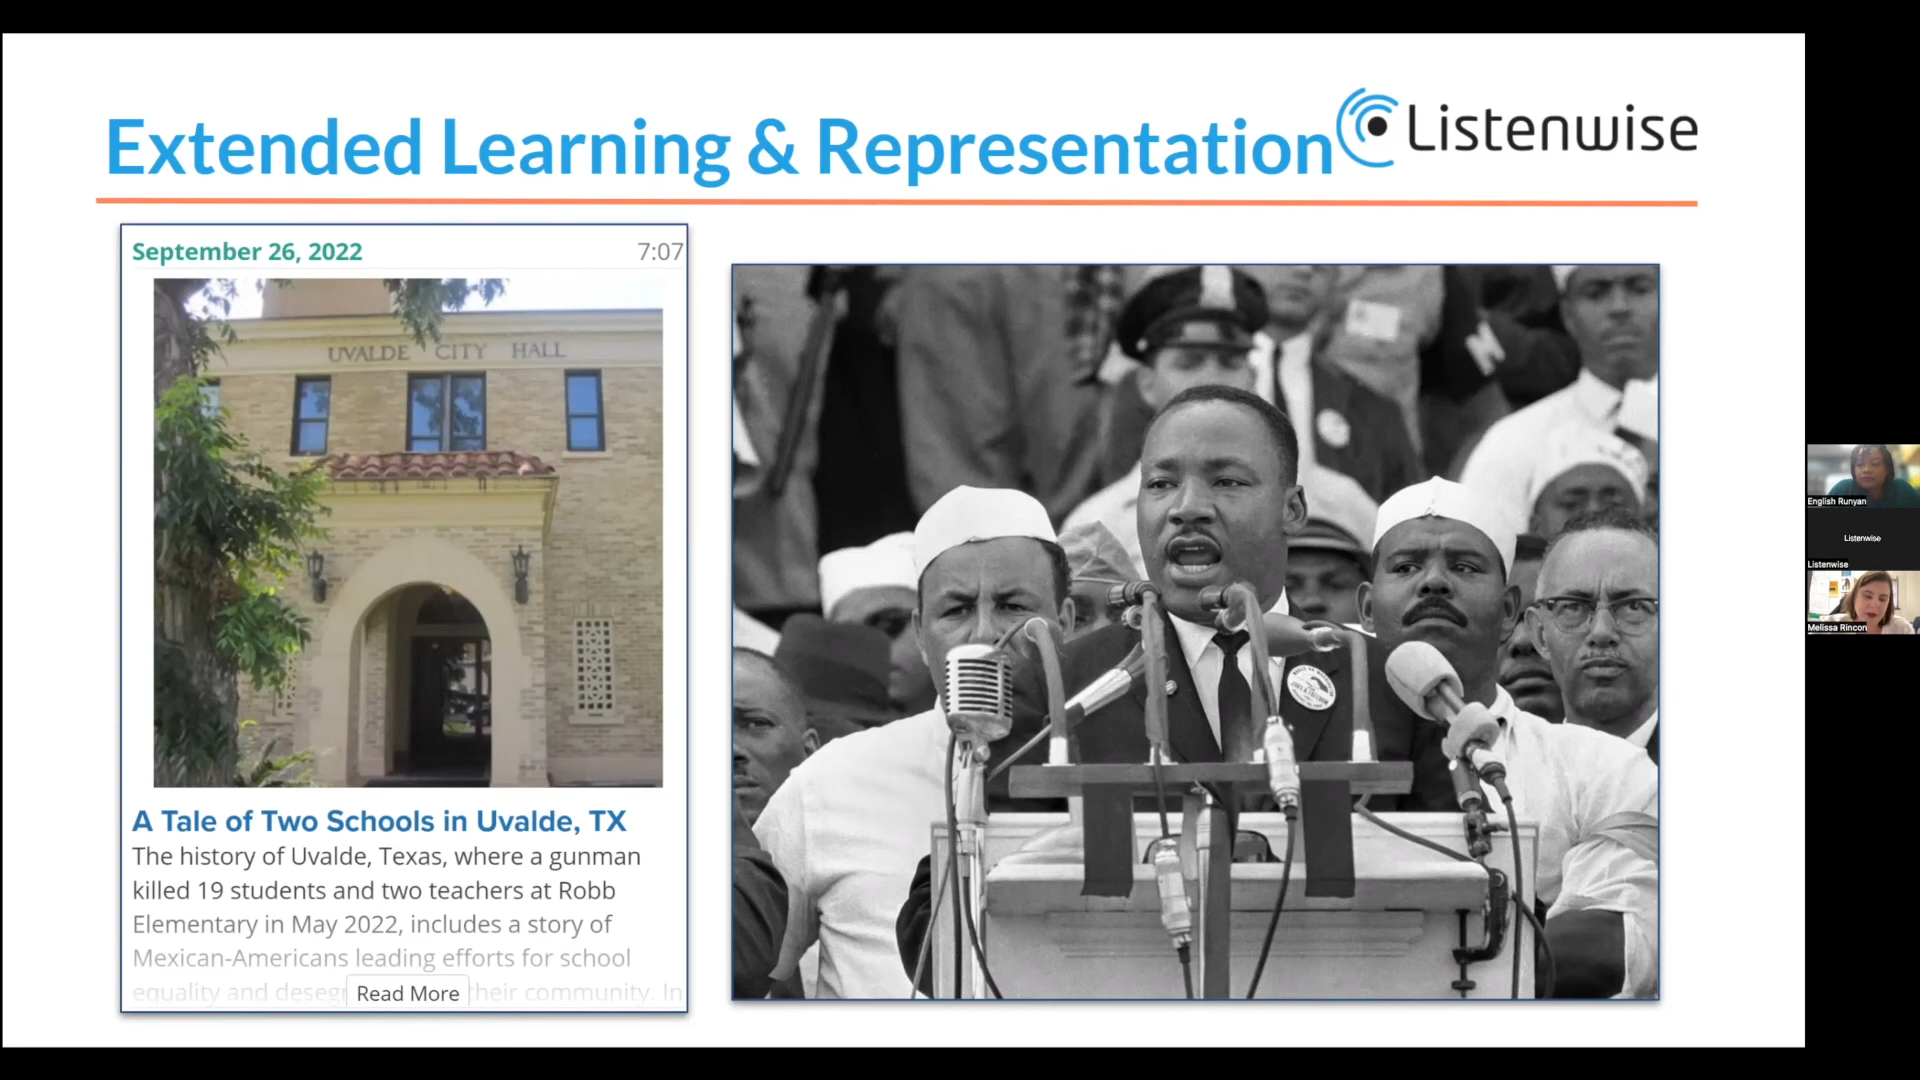 Extended Learning & Representation
Listenwise
September 26, 2022
7:07
UVALDE CITY HALL
A Tale of Two Schools in Uvalde, TX
The history of Uvalde, Texas, where a gunman
killed 19 students and two teachers at Robb
Elementary in May 2022, includes a story of
Mexican-Americans leading efforts for school
equality and desegr
Read More
their community. In
English Runyan
Listenwise
Listenwise
Melissa Rincon